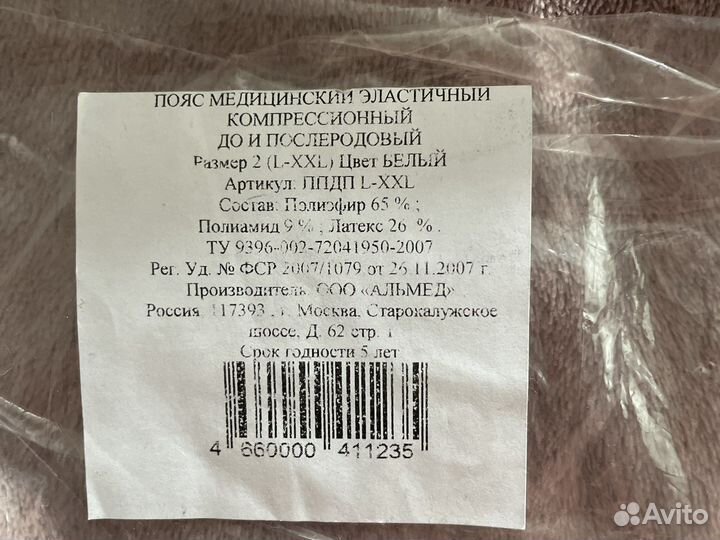 ПОЯС МЕДИЦИНСКИЙ ЭЛАСТИЧНЫЙ
КОМПРЕССИОННЫЙ
ДО И ПОСЛЕРОДОВЫЙ
Размер 2 (L-XXL) Цвет БЕЛЫЙ
Артикул: ППДП L-XXL
Состав: Полиэфир 65 % ;
Полиамид 9 % ; Латекс 26 % .
ТУ 9396-002-72041950-2007
Рег. Уд. № ФСР 2007/1079 от 26.11.2007 г.
Производитель: ООО «АЛЬМЕД»
Россия, 117393 , г. Москва, Старокалужское
шоссе, Д. 62 стр. 1
Срок годности 5 лет
4 660000 411235
Avito